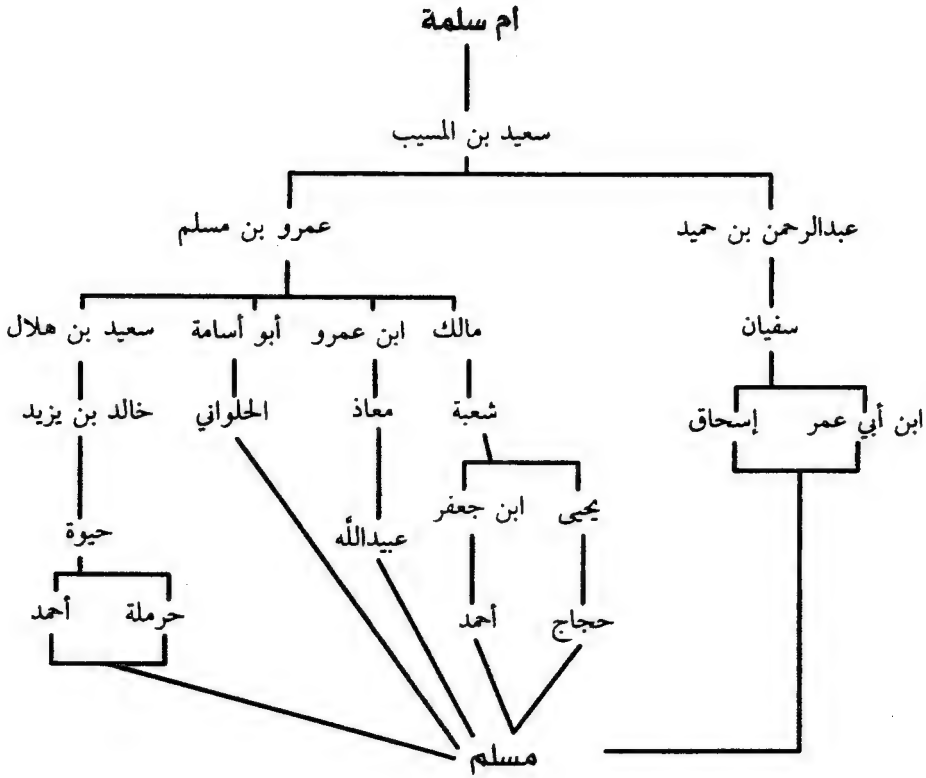 ام سلمة
سعيد بن المسيب
عبدالرحمن بن حميد
عمرو بن مسلم
سفيان
مالك
ابن عمرو
أبو أسامة
سعيد بن هلال
ابن أبي عمر
إسحاق
شعبة
معاذ
الحلواني
خالد بن يزيد
يحيى
ابن جعفر
عبيدالله
حيوة
حجاج
أحمد
حرملة
أحمد
مسلم